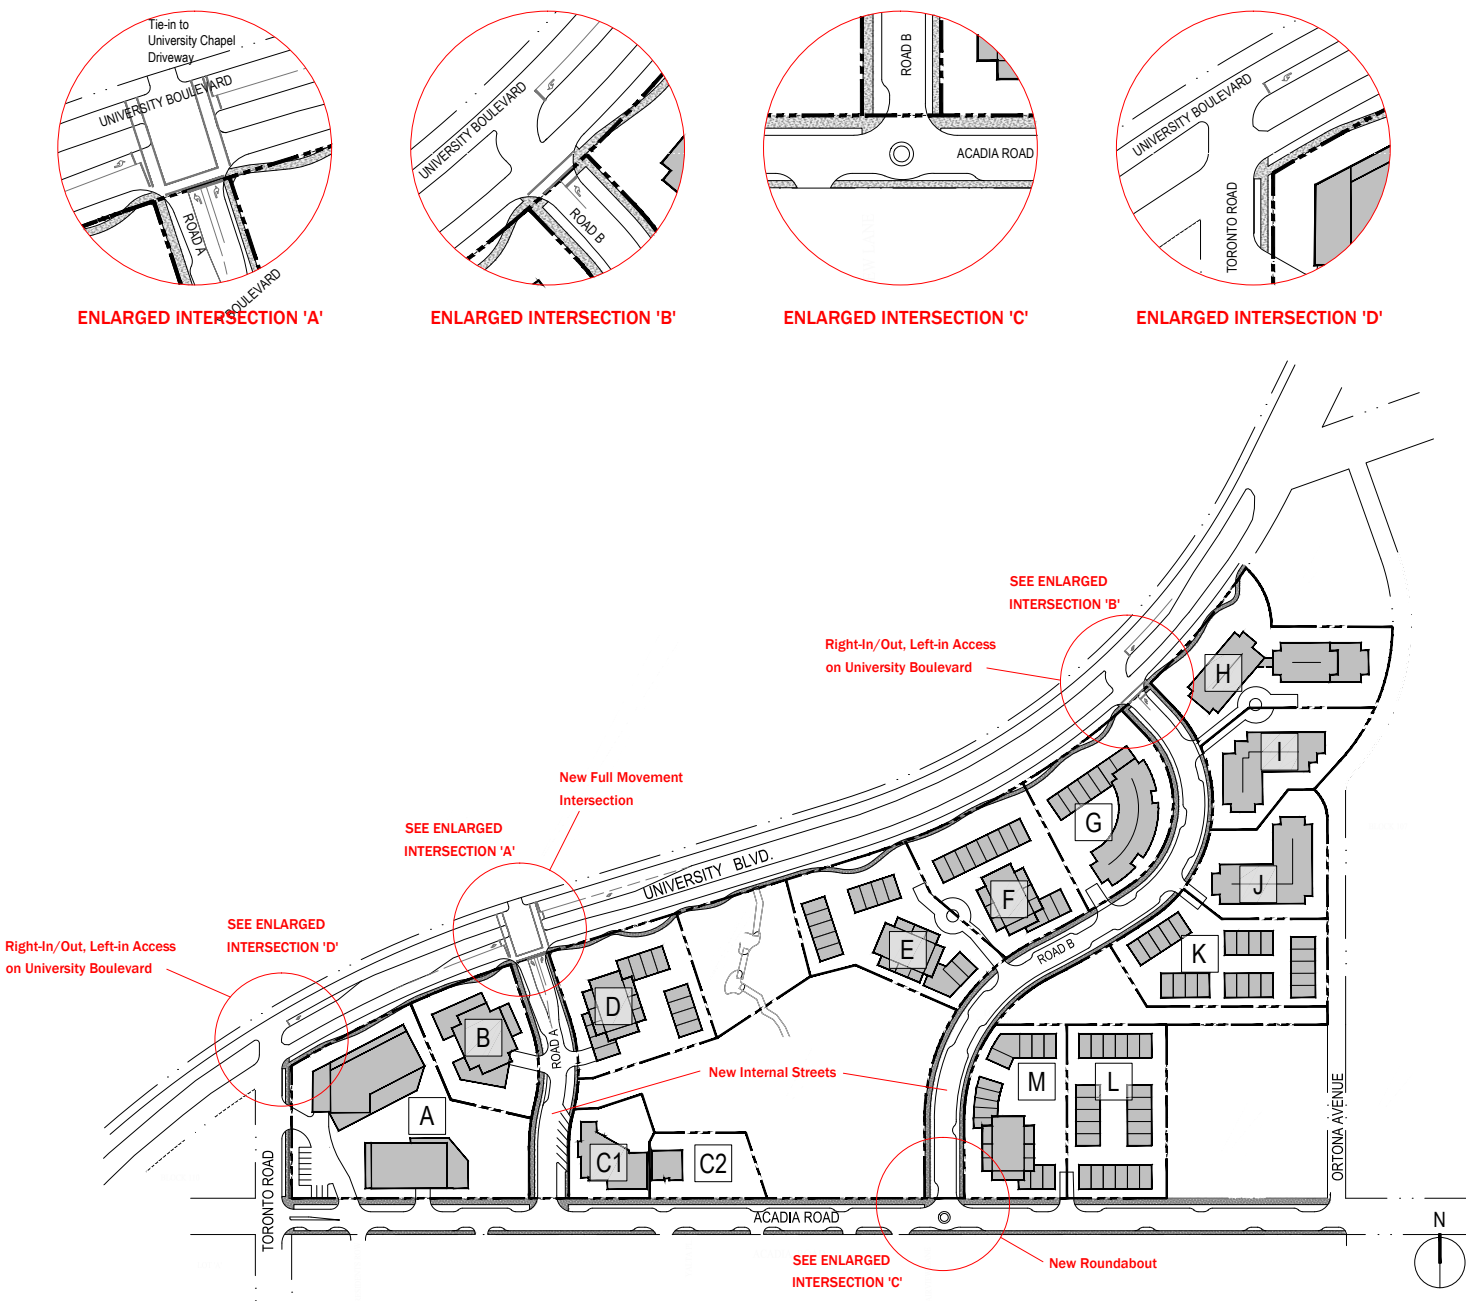 Tie-in to
University Chapel
Driveway
UNIVERSITY BOULEVARD
ROAD A
BOULEVARD
ENLARGED INTERSECTION 'A'
UNIVERSITY BOULEVARD
ROAD B
ENLARGED INTERSECTION 'B'
ROAD B
ACADIA ROAD
ENLARGED INTERSECTION 'C'
UNIVERSITY BOULEVARD
TORONTO ROAD
ENLARGED INTERSECTION 'D'
SEE ENLARGED
INTERSECTION 'B'
Right-In/Out, Left-in Access
on University Boulevard
H
I
New Full Movement
Intersection
SEE ENLARGED
INTERSECTION 'A'
G
UNIVERSITY BLVD.
J
F
SEE ENLARGED
INTERSECTION 'D'
Right-In/Out, Left-in Access
on University Boulevard
E
ROAD B
K
D
B
ROAD A
New Internal Streets
M
L
A
C1
C2
ORTONA AVENUE
TORONTO ROAD
ACADIA ROAD
N
SEE ENLARGED
INTERSECTION 'C'
New Roundabout